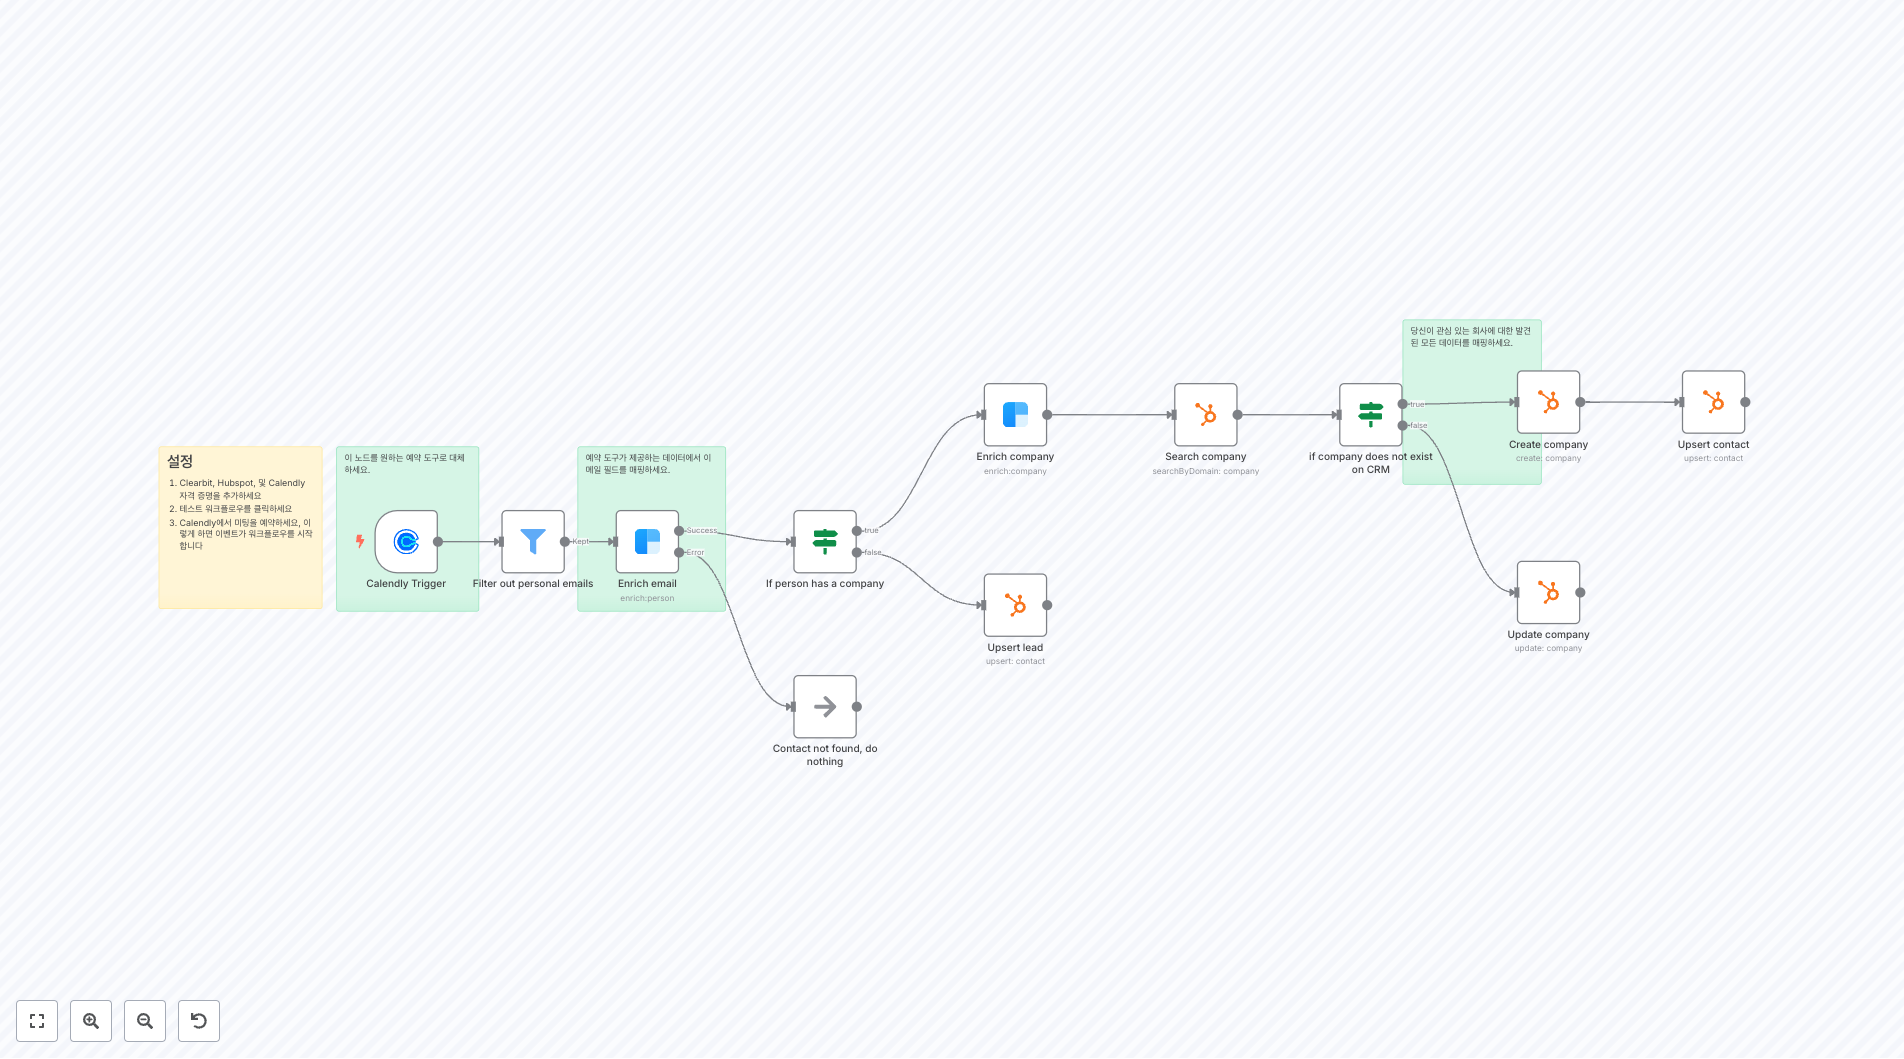 설정
1. Clearbit, Hubspot, 및 Calendly
자격 증명을 추가하세요
2. 테스트 워크플로우를 클릭하세요
3. Calendly에서 미팅을 예약하세요, 이
렇게 하면 이벤트가 워크플로우를 시작
합니다
이 노드를 원하는 예약 도구로 대체
하세요.
Calendly Trigger
Filter out personal emails
Kept
예약 도구가 제공하는 데이터에서 이
메일 필드를 매핑하세요.
Success
Error
Enrich email
enrich:person
If person has a company
true
false
Contact not found, do
nothing
Enrich company
enrich:company
Upsert lead
upsert: contact
Search company
searchByDomain: company
if company does not exist
on CRM
true
false
당신이 관심 있는 회사에 대한 발견
된 모든 데이터를 매핑하세요.
Create company
create: company
Upsert contact
upsert: contact
Update company
update: company